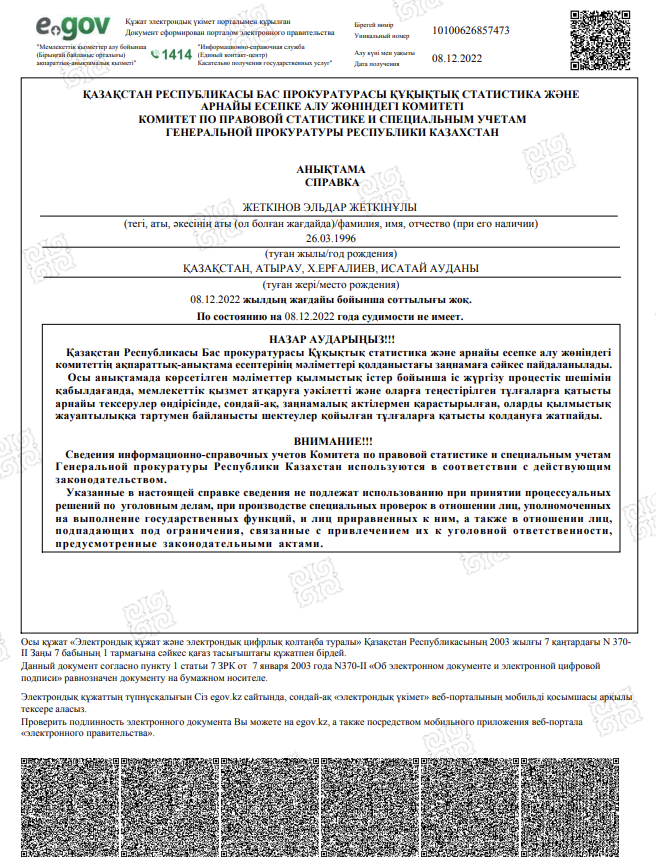 egov
Құжат электрондық үкімет порталымен құрылған
Документ сформирован порталом электронного правительства
"Мемлекеттік қызметтер алу бойынша
(Бірыңғай байланыс орталығы)
ақпараттық-анықтамалық қызметі"
1414
"Информационно-справочная служба
(Единый контакт-центр)
Касательно получения государственных услуг"
Бірегей нөмір
Уникальный номер
10100626857473
Алу күні мен уақыты
Дата получения
08.12.2022
ҚАЗАҚСТАН РЕСПУБЛИКАСЫ БАС ПРОКУРАТУРАСЫ ҚҰҚЫҚТЫҚ СТАТИСТИКА ЖӘНЕ
АРНАЙЫ ЕСЕПКЕ АЛУ ЖӨНІНДЕГІ КОМИТЕТІ
КОМИТЕТ ПО ПРАВОВОЙ СТАТИСТИКЕ И СПЕЦИАЛЬНЫМ УЧЕТАМ
ГЕНЕРАЛЬНОЙ ПРОКУРАТУРЫ РЕСПУБЛИКИ КАЗАХСТАН
АНЫҚТАМА
СПРАВКА
ЖЕТКІНОВ ЭЛЬДАР ЖЕТКІНҰЛЫ
(тегі, аты, әкесінің аты (ол болған жағдайда)/фамилия, имя, отчество (при его наличии)
26.03.1996
(туған жылы/год рождения)
ҚАЗАҚСТАН, АТЫРАУ, Х.ЕРҒАЛИЕВ, ИСАТАЙ АУДАНЫ
(туған жері/место рождения)
08.12.2022 жылдың жағдайы бойынша соттылығы жоқ.
По состоянию на 08.12.2022 года судимости не имеет.
НАЗАР АУДАРЫҢЫЗ!!!
Қазақстан Республикасы Бас прокуратурасы Құқықтық статистика және арнайы есепке алу жөніндегі
комитеттің ақпараттық-анықтама есептерінің мәліметтері қолданыстағы заңнамаға сәйкес пайдаланылады.
Осы анықтамада көрсетілген мәліметтер қылмыстық істер бойынша іс жүргізу процестік шешімін
қабылдағанда, мемлекеттік қызмет атқаруға уәкілетті және оларға теңестірілген тұлғаларға қатысты
арнайы тексерулер өндірісінде, сондай-ақ, заңнамалық актілермен қарастырылған, оларды қылмыстық
жауаптылыққа тартумен байланысты шектеулер қойылған тұлғаларға қатысты қолдануға жатпайды.
ВНИМАНИЕ!!!
Сведения информационно-справочных учетов Комитета по правовой статистике и специальным учетам
Генеральной прокуратуры Республики Казахстан используются в соответствии с действующим
законодательством.
Указанные в настоящей справке сведения не подлежат использованию при принятии процессуальных
решений по уголовным делам, при производстве специальных проверок в отношении лиц, уполномоченных
на выполнение государственных функций, и лиц приравненных к ним, а также в отношении лиц,
подпадающих под ограничения, связанные с привлечением их к уголовной ответственности,
предусмотренные законодательными актами.
Осы құжат «Электрондық құжат және электрондық цифрлық қолтаңба туралы» Қазақстан Республикасының 2003 жылғы 7 қаңтардағы N 370-
II Заңы 7 бабының 1 тармағына сәйкес қағаз тасығыштағы құжатпен бірдей.
Данный документ согласно пункту 1 статьи 7 ЗРК от 7 января 2003 года N370-II «Об электронном документе и электронной цифровой
подписи» равнозначен документу на бумажном носителе.
Электрондық құжаттың түпнұсқалығын Сіз egov.kz сайтында, сондай-ақ «электрондық үкімет» веб-порталының мобильді қосымшасы арқылы
тексере аласыз.
Проверить подлинность электронного документа Вы можете на egov.kz, а также посредством мобильного приложения веб-портала
«электронного правительства».